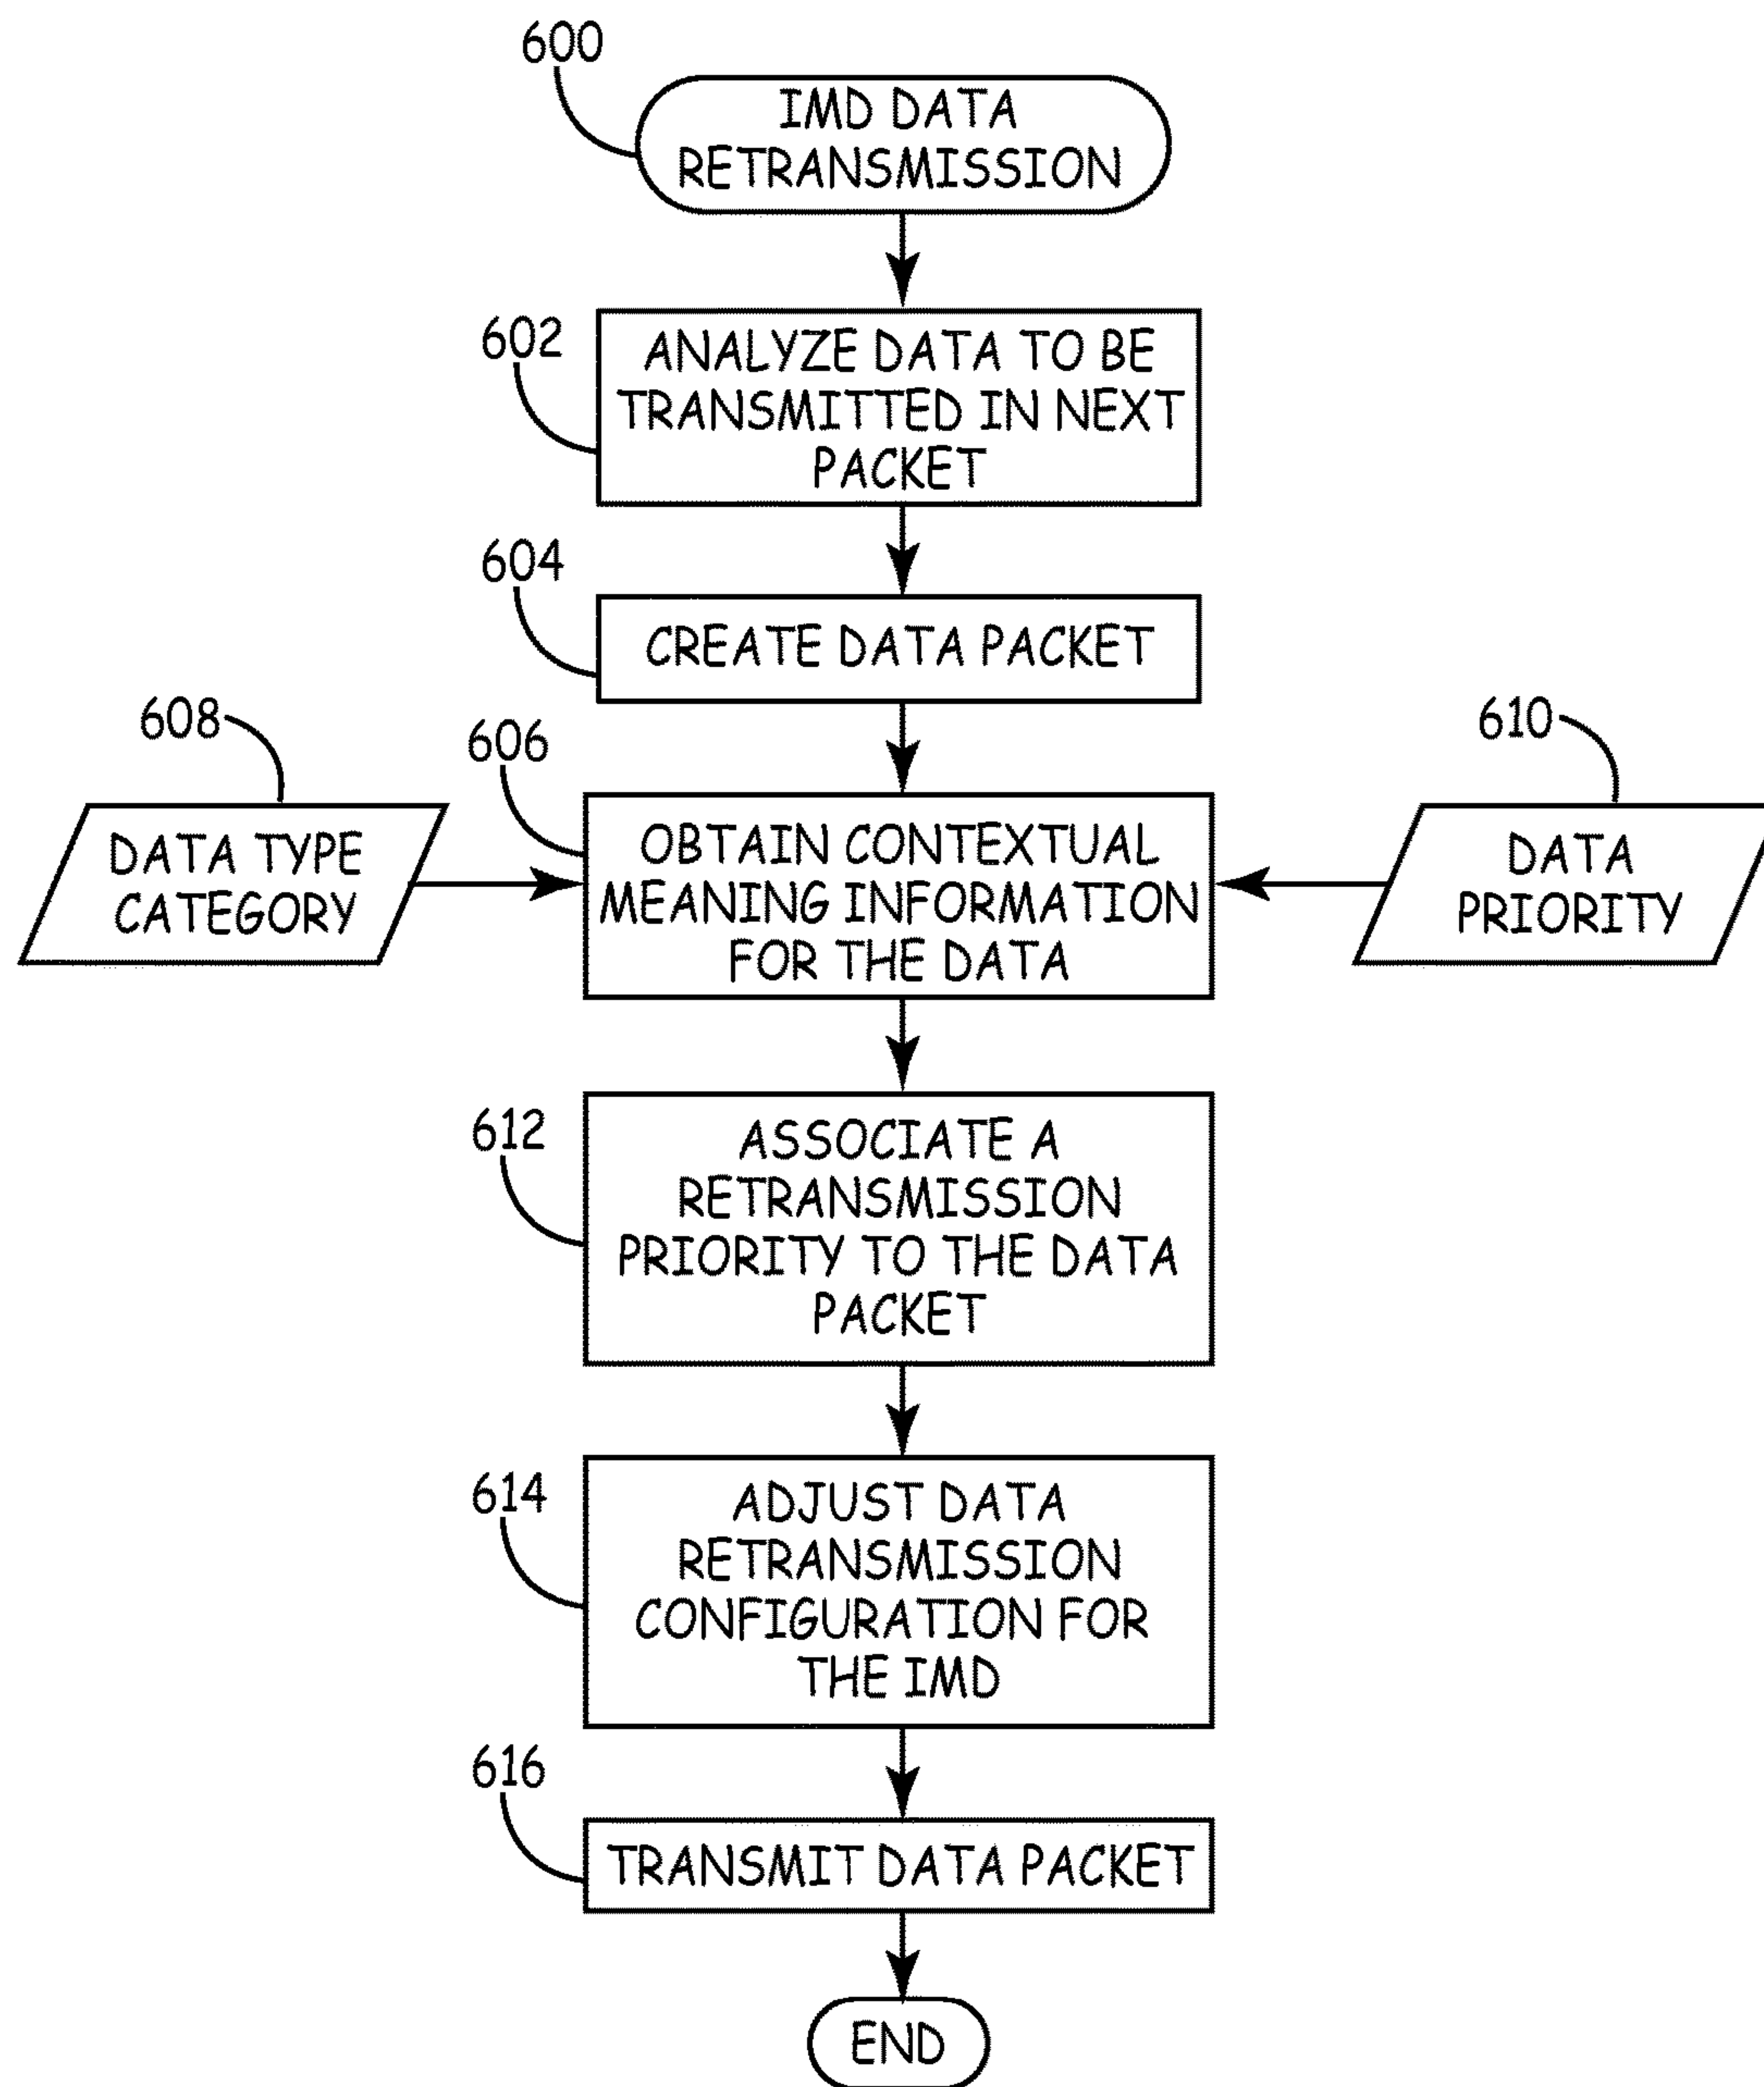 600
IMD DATA
RETRANSMISSION
602
ANALYZE DATA TO BE
TRANSMITTED IN NEXT
PACKET
604
CREATE DATA PACKET
608
DATA TYPE
CATEGORY
606
OBTAIN CONTEXTUAL
MEANING INFORMATION
FOR THE DATA
610
DATA
PRIORITY
612
ASSOCIATE A
RETRANSMISSION
PRIORITY TO THE DATA
PACKET
614
ADJUST DATA
RETRANSMISSION
CONFIGURATION FOR
THE IMD
616
TRANSMIT DATA PACKET
END